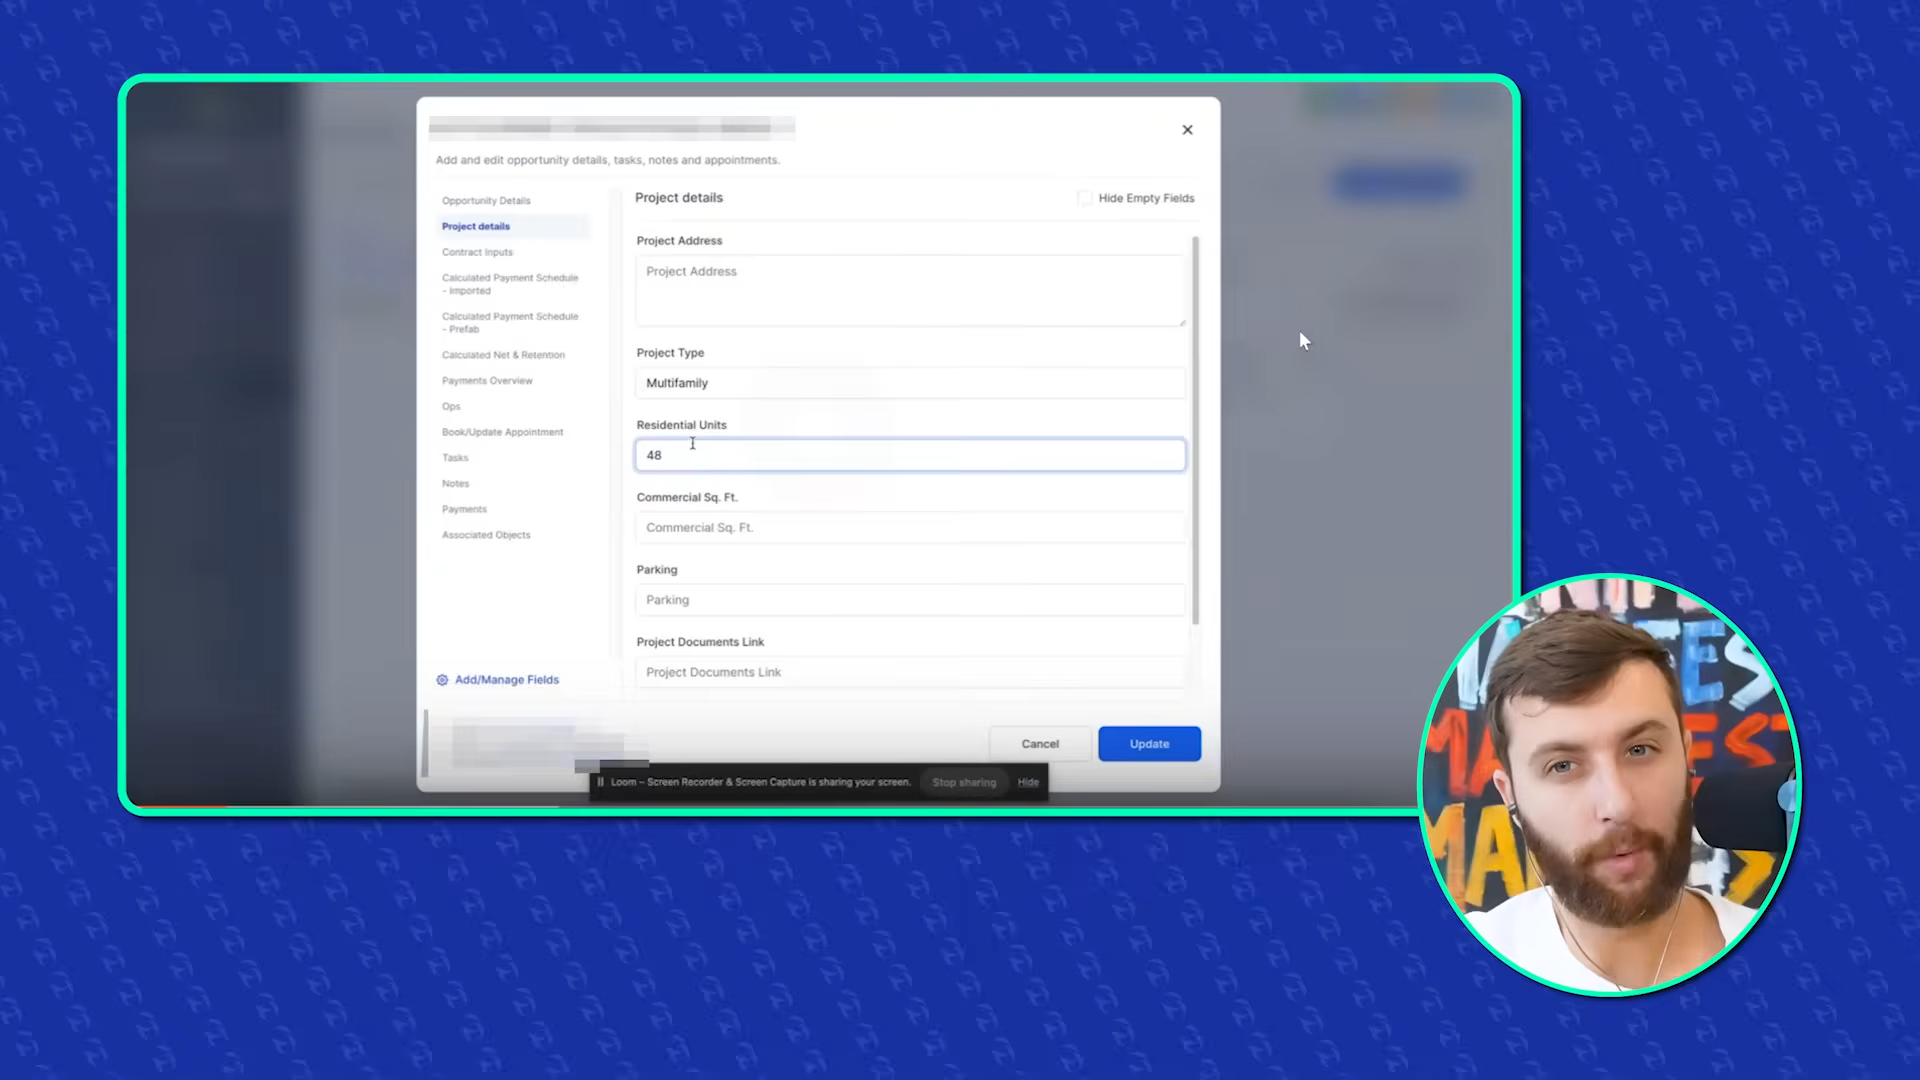 Add and edit opportunity details, tasks, notes and appointments.
Opportunity Details
Project details
Contract Inputs
Calculated Payment Schedule
- Imported
Calculated Payment Schedule
- Prefab
Calculated Net & Retention
Payments Overview
Ops
Book/Update Appointment
Tasks
Notes
Payments
Associated Objects
Add/Manage Fields
Project details
Hide Empty Fields
Project Address
Project Address
Project Type
Multifamily
Residential Units
48
Commercial Sq. Ft.
Commercial Sq. Ft.
Parking
Parking
Project Documents Link
Project Documents Link
Cancel
Update
Loom – Screen Recorder & Screen Capture is sharing your screen.
Stop sharing
Hide